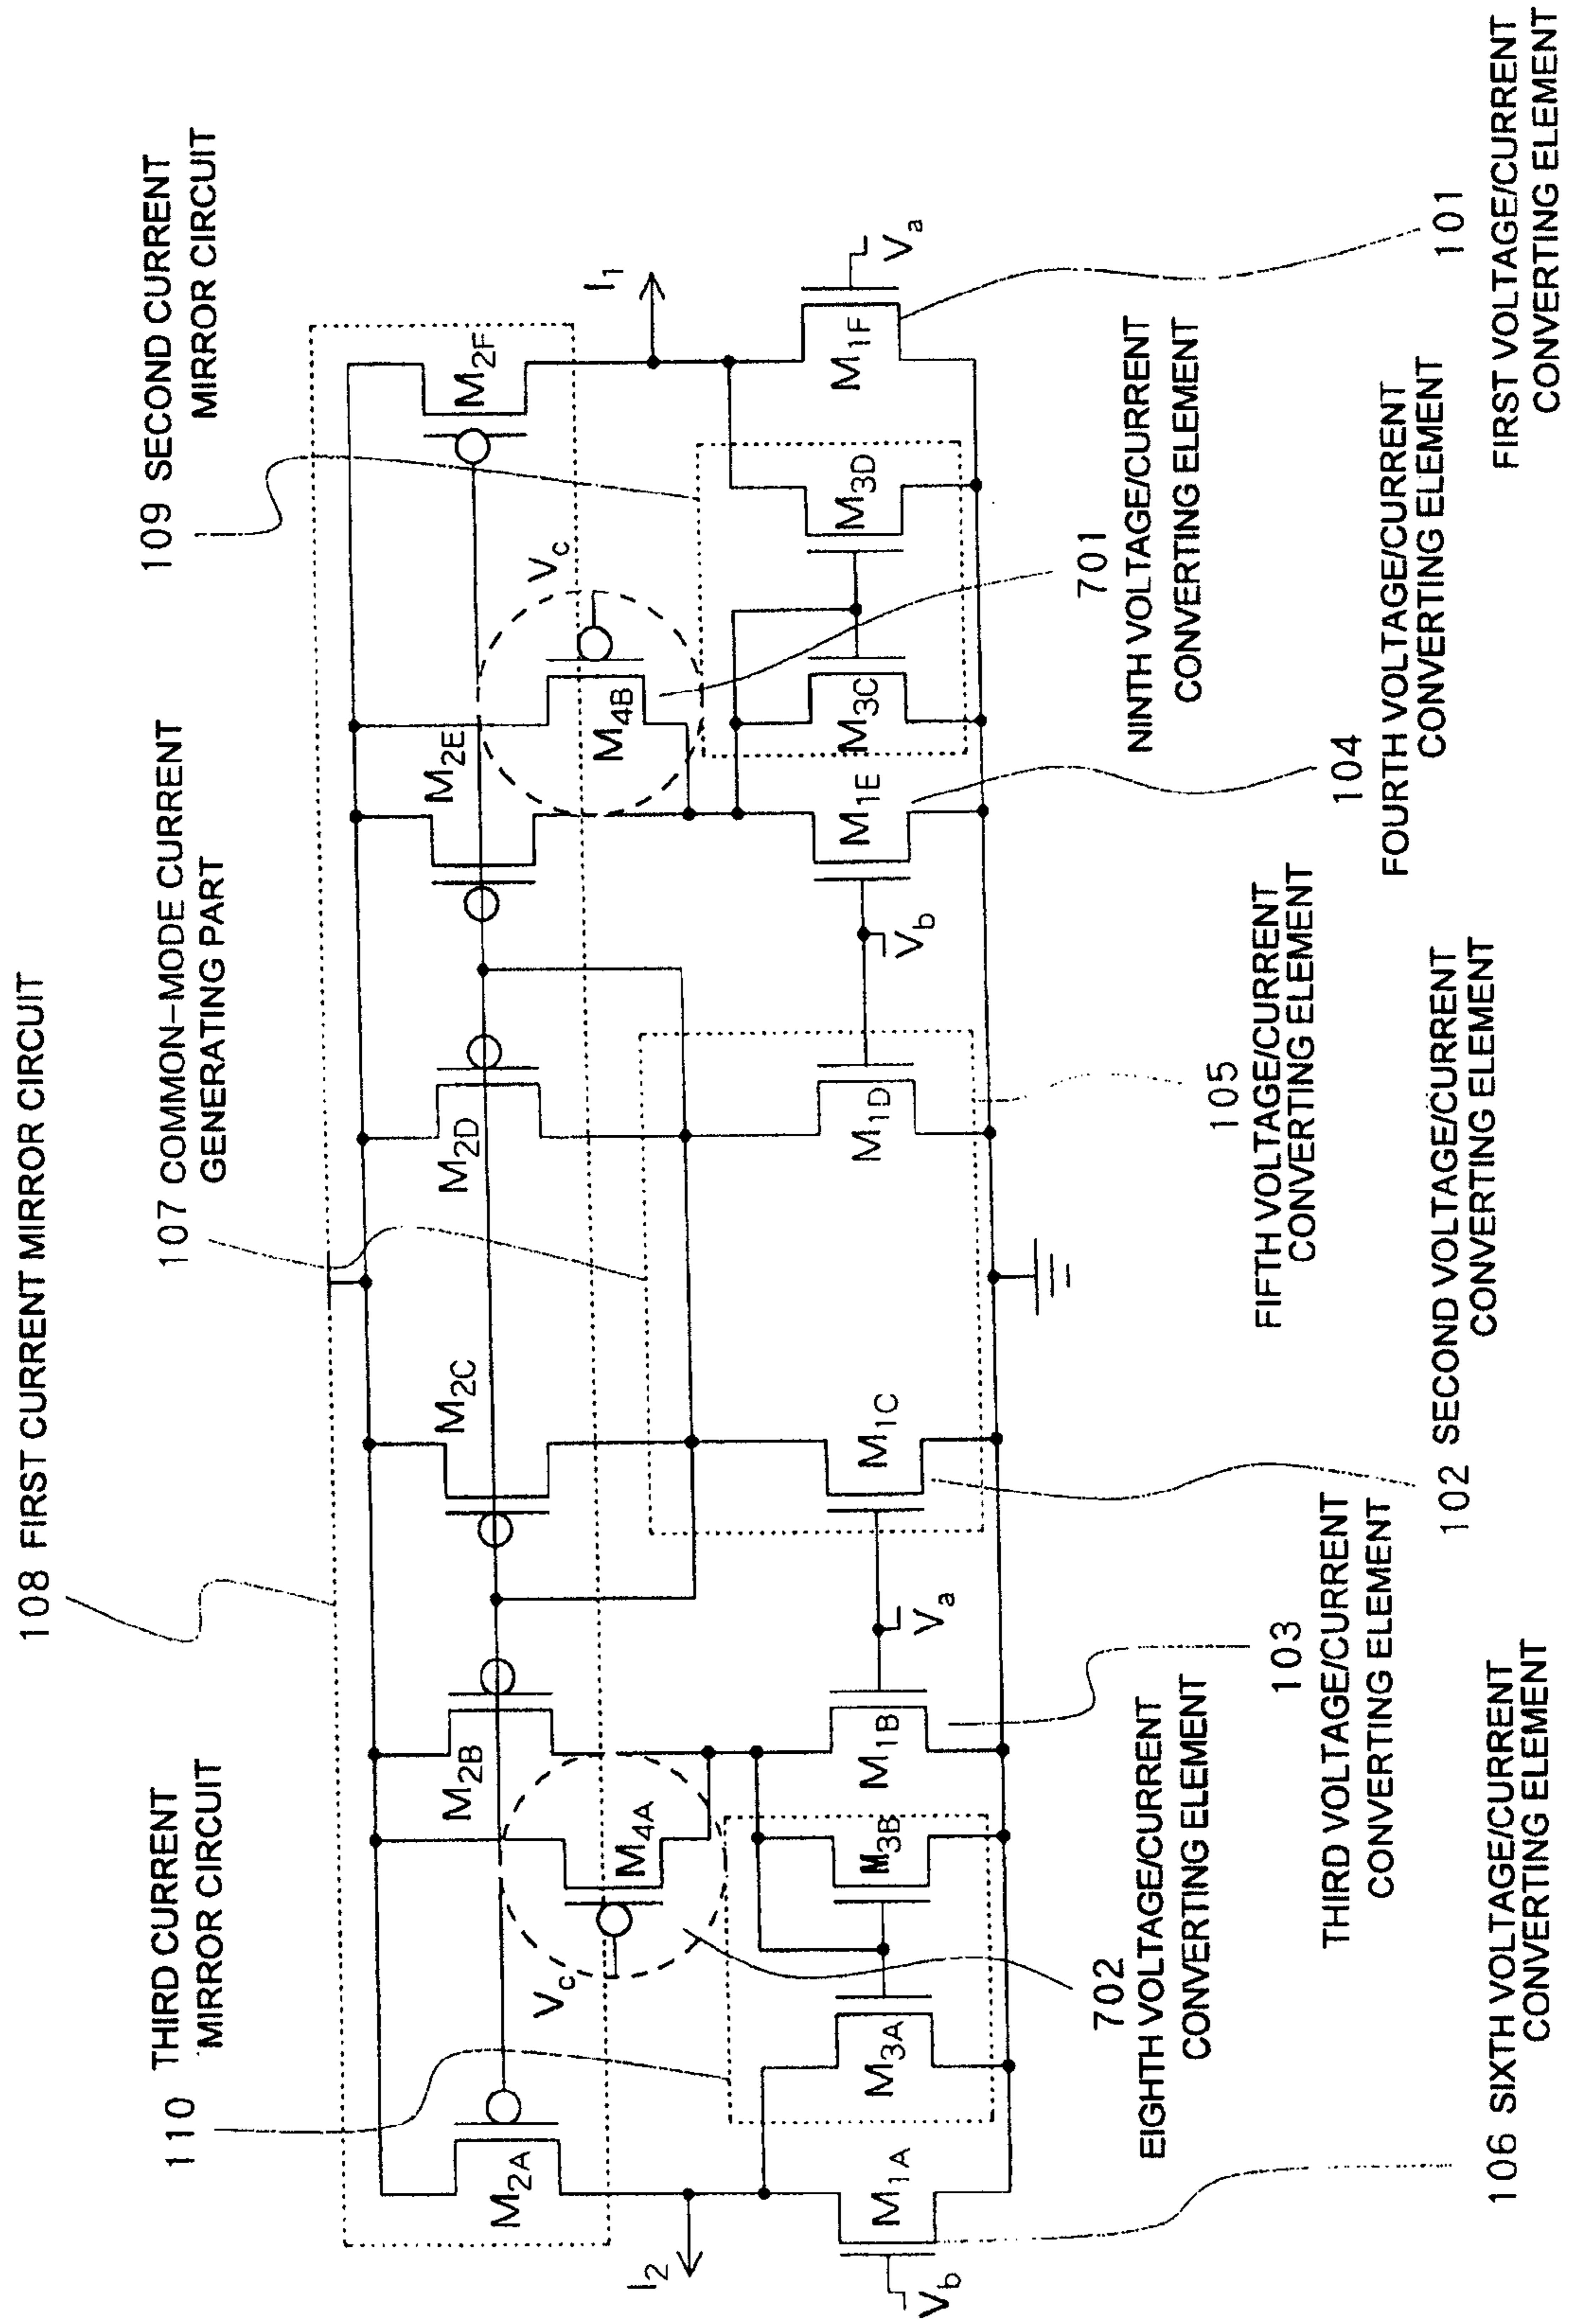 108 FIRST CURRENT MIRROR CIRCUIT
110 THIRD CURRENT
MIRROR CIRCUIT
107 COMMON-MODE CURRENT
GENERATING PART
109 SECOND CURRENT
MIRROR CIRCUIT
M2A
M2B
M2C
M2D
M2E
M2F
Vc
M4A
M4B
Vc
I2
I1
M1A
M3A
M3B
M1B
M1C
M1D
M1E
M3C
M3D
M1F
Vb
Va
Vb
Va
702
EIGHTH VOLTAGE/CURRENT
CONVERTING ELEMENT
701
NINTH VOLTAGE/CURRENT
CONVERTING ELEMENT
103
THIRD VOLTAGE/CURRENT
CONVERTING ELEMENT
105
FIFTH VOLTAGE/CURRENT
CONVERTING ELEMENT
104
FOURTH VOLTAGE/CURRENT
CONVERTING ELEMENT
106 SIXTH VOLTAGE/CURRENT
CONVERTING ELEMENT
102 SECOND VOLTAGE/CURRENT
CONVERTING ELEMENT
101
FIRST VOLTAGE/CURRENT
CONVERTING ELEMENT